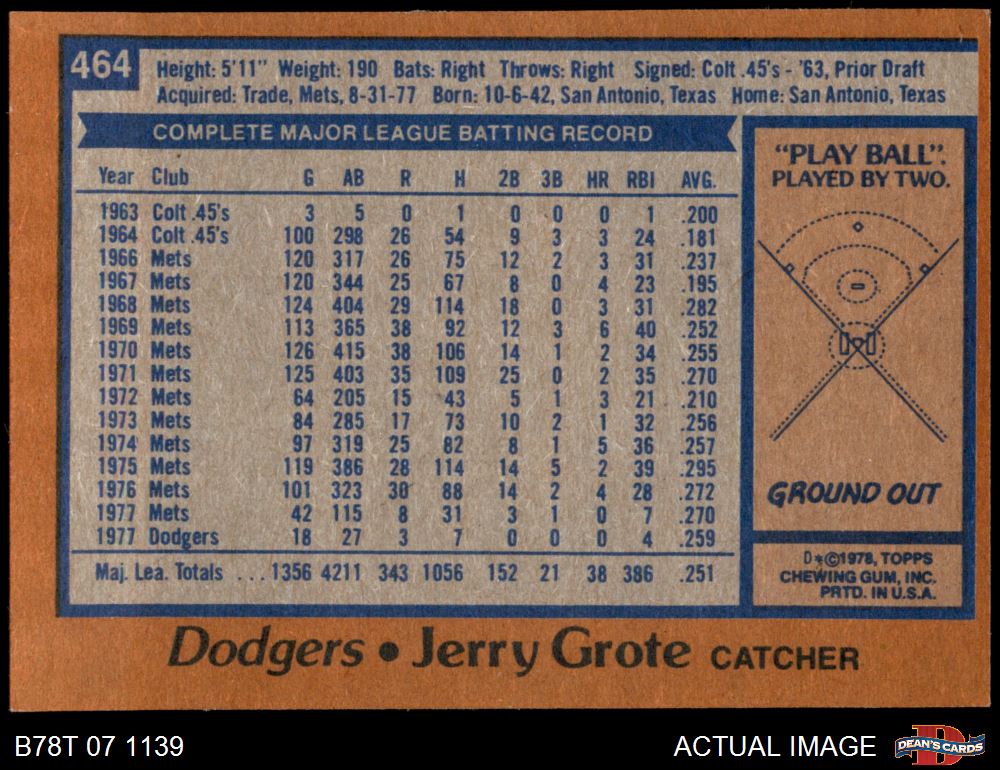 464
Height: 5'11" Weight: 190 Bats: Right Throws: Right Signed: Colt .45's - '63, Prior Draft
Acquired: Trade, Mets, 8-31-77 Born: 10-6-42, San Antonio, Texas Home: San Antonio, Texas
COMPLETE MAJOR LEAGUE BATTING RECORD
Year Club G AB R H 2B 3B HR RBI AVG.
1963 Colt .45's 3 5 0 1 0 0 0 1 .200
1964 Colt .45's 100 298 26 54 9 3 3 24 .181
1966 Mets 120 317 26 75 12 2 3 31 .237
1967 Mets 120 344 25 67 8 0 4 23 .195
1968 Mets 124 404 29 114 18 0 3 31 .282
1969 Mets 113 365 38 92 12 3 6 40 .252
1970 Mets 126 415 38 106 14 1 2 34 .255
1971 Mets 125 403 35 109 25 0 2 35 .270
1972 Mets 64 205 15 43 5 1 3 21 .210
1973 Mets 84 285 17 73 10 2 1 32 .256
1974 Mets 97 319 25 82 8 1 5 36 .257
1975 Mets 119 386 28 114 14 5 2 39 .295
1976 Mets 101 323 30 88 14 2 4 28 .272
1977 Mets 42 115 8 31 3 1 0 7 .270
1977 Dodgers 18 27 3 7 0 0 0 4 .259
Maj. Lea. Totals ... 1356 4211 343 1056 152 21 38 386 .251
"PLAY BALL".
PLAYED BY TWO.
GROUND OUT
D*©1978, TOPPS
CHEWING GUM, INC.
PRTD. IN U.S.A.
Dodgers • Jerry Grote CATCHER
B78T 07 1139
ACTUAL IMAGE
DEAN'S CARDS